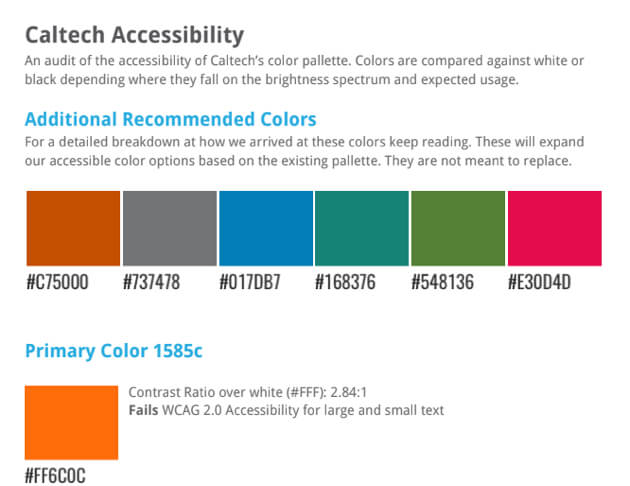 Caltech Accessibility
An audit of the accessibility of Caltech's color pallette. Colors are compared against white or
black depending where they fall on the brightness spectrum and expected usage.
Additional Recommended Colors
For a detailed breakdown at how we arrived at these colors keep reading. These will expand
our accessible color options based on the existing pallette. They are not meant to replace.
#C75000 #737478 #017DB7 #168376 #548136 #E30D4D
Primary Color 1585c
Contrast Ratio over white (#FFF): 2.84:1
Fails WCAG 2.0 Accessibility for large and small text
#FF6C0C